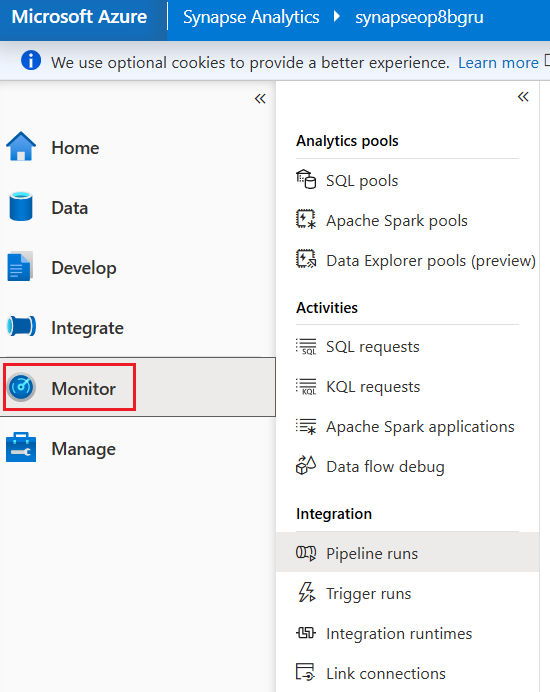 Microsoft Azure Synapse Analytics synapseop8bgru
We use optional cookies to provide a better experience. Learn more
Home
Data
Develop
Integrate
Monitor
Manage
Analytics pools
SQL pools
Apache Spark pools
Data Explorer pools (preview)
Activities
SQL
SQL requests
KQL
KQL requests
Apache Spark applications
Data flow debug
Integration
Pipeline runs
Trigger runs
Integration runtimes
Link connections